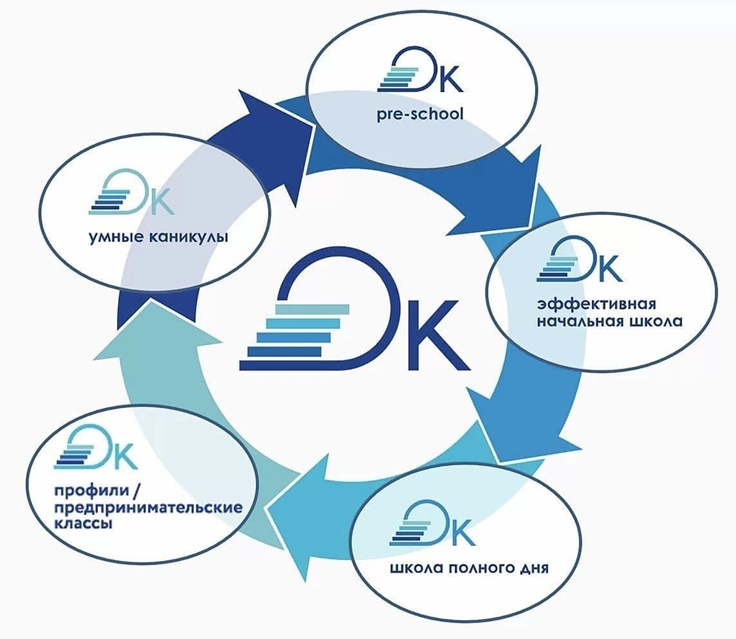 ЭК
pre-school
ЭК
умные каникулы
ЭК
эффективная
начальная школа
ЭК
ЭК
профили /
предпринимательские
классы
ЭК
школа полного дня